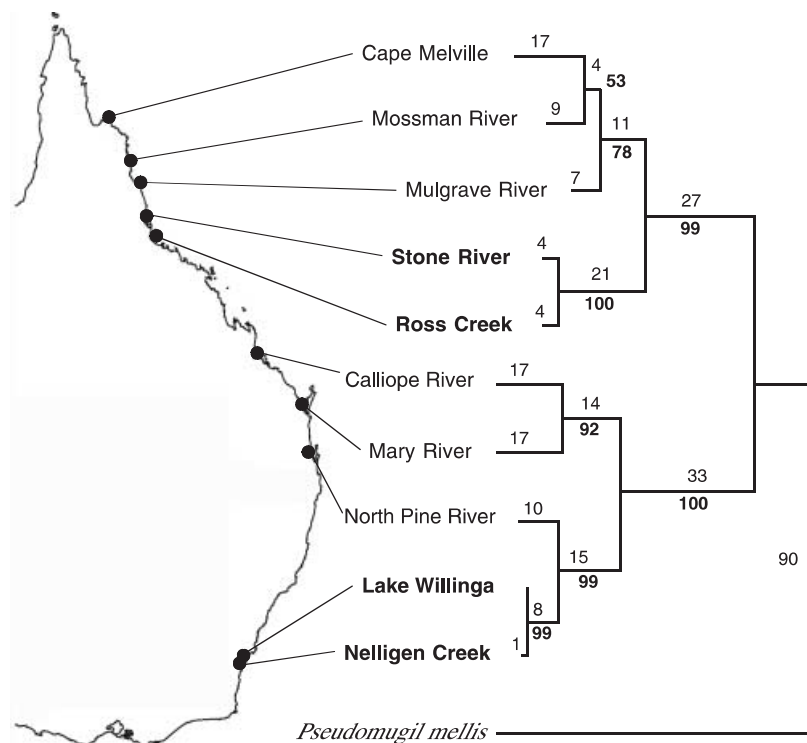 Cape Melville 17
4
53
Mossman River 9
11
78
Mulgrave River 7
27
99
Stone River 4
21
100
Ross Creek 4
Calliope River 17
14
92
Mary River 17
33
100
North Pine River 10
15
99
90
Lake Willinga
8
99
Nelligen Creek 1
Pseudomugil mellis